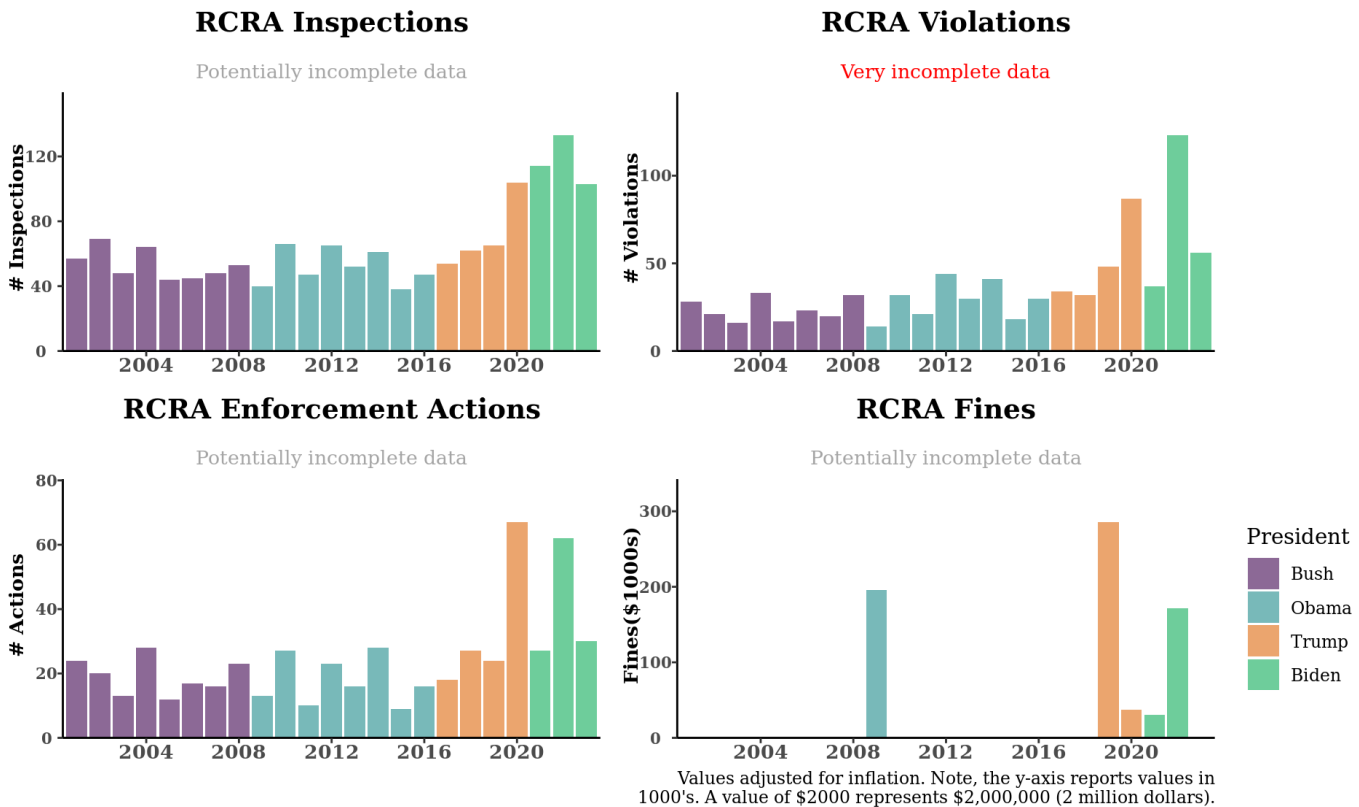 RCRA Inspections
Potentially incomplete data
# Inspections
120
80
40
0
2004
2008
2012
2016
2020
RCRA Violations
Very incomplete data
# Violations
100
50
0
2004
2008
2012
2016
2020
RCRA Enforcement Actions
Potentially incomplete data
# Actions
80
60
40
20
0
2004
2008
2012
2016
2020
RCRA Fines
Potentially incomplete data
Fines($1000s)
300
200
100
0
2004
2008
2012
2016
2020
Values adjusted for inflation. Note, the y-axis reports values in
1000's. A value of $2000 represents $2,000,000 (2 million dollars).
President
Bush
Obama
Trump
Biden